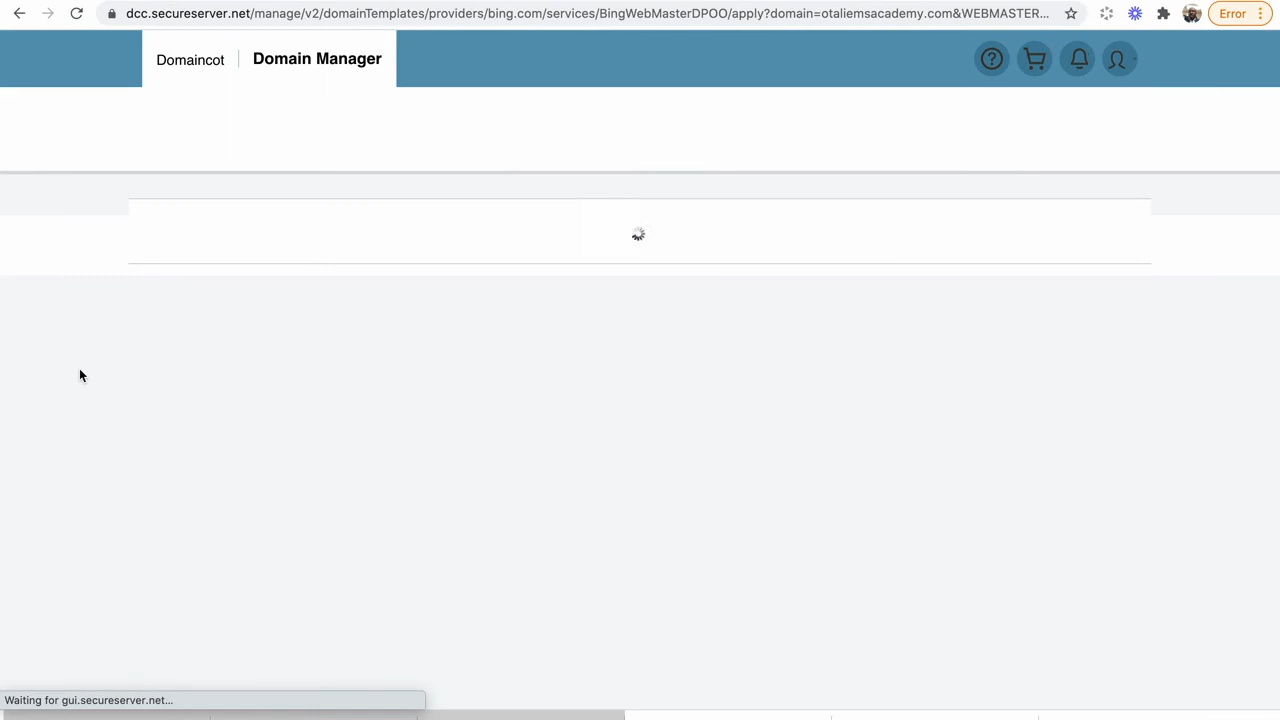 dcc.secureserver.net/manage/v2/domainTemplates/providers/bing.com/services/BingWebMasterDPOO/apply?domain=otaliemsacademy.com&WEBMASTER...
Error
Domaincot
Domain Manager
Waiting for gui.secureserver.net...